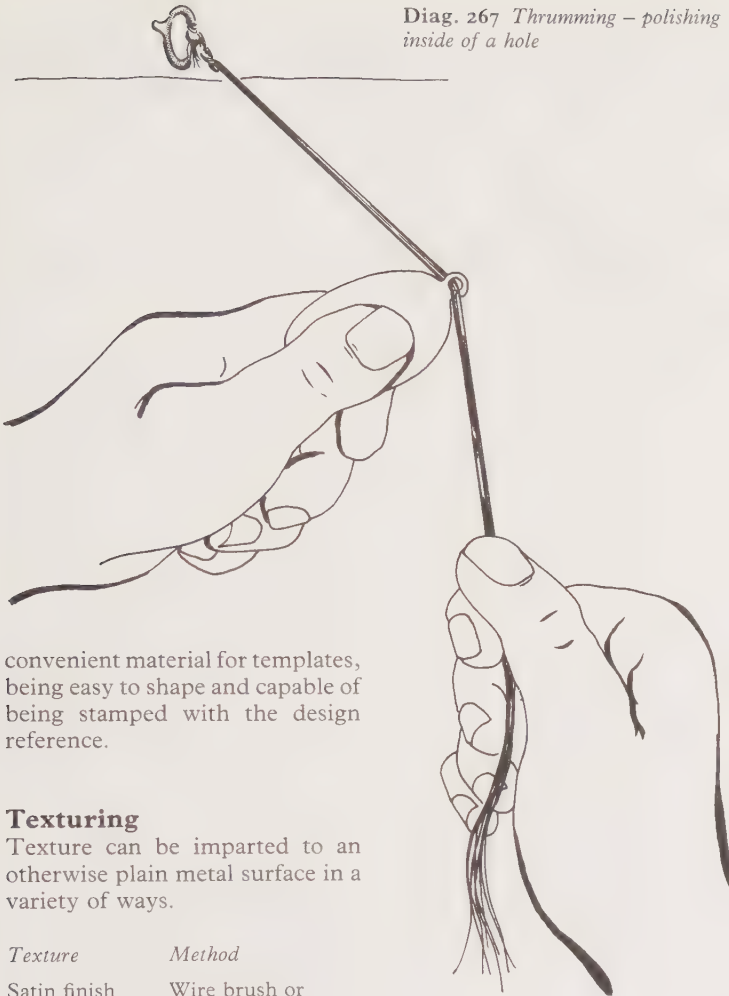 Diag. 267 Thrumming – polishing
inside of a hole
convenient material for templates,
being easy to shape and capable of
being stamped with the design
reference.
Texturing
Texture can be imparted to an
otherwise plain metal surface in a
variety of ways.
Texture Method
Satin finish Wire brush or